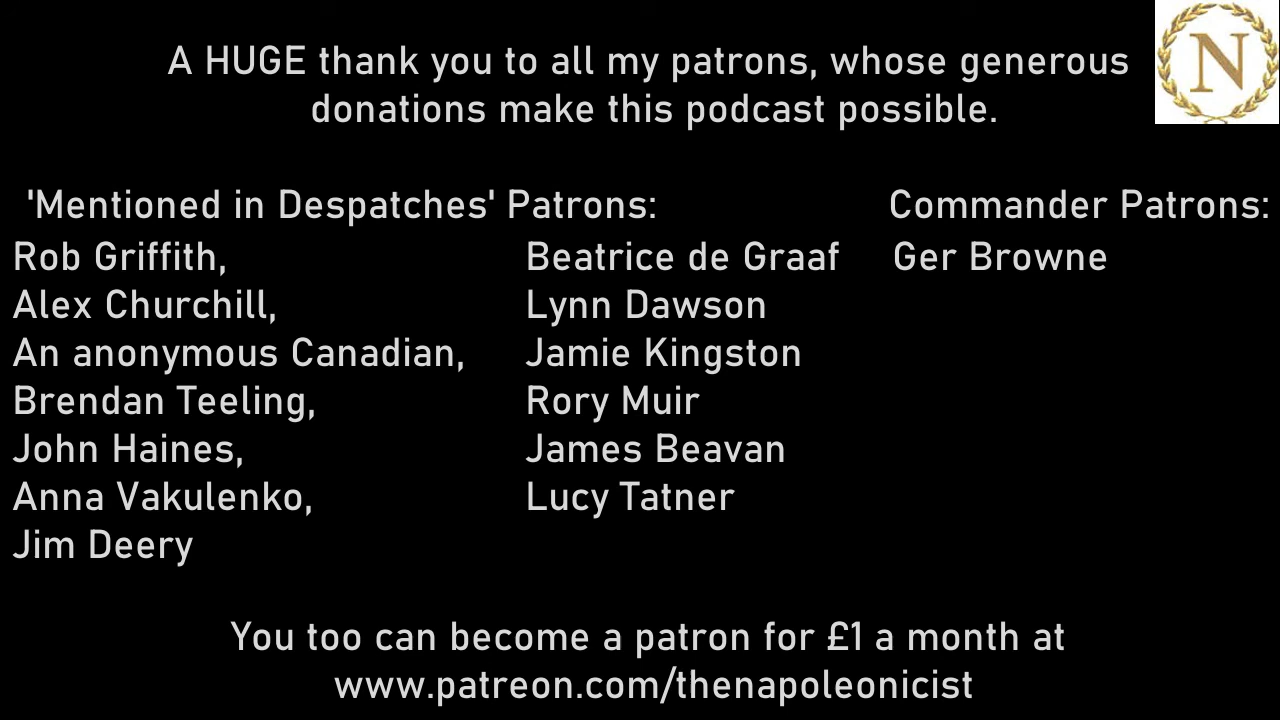 A HUGE thank you to all my patrons, whose generous
donations make this podcast possible.
N
'Mentioned in Despatches' Patrons:
Rob Griffith,
Alex Churchill,
An anonymous Canadian,
Brendan Teeling,
John Haines,
Anna Vakulenko,
Jim Deery
Beatrice de Graaf
Lynn Dawson
Jamie Kingston
Rory Muir
James Beavan
Lucy Tatner
Commander Patrons:
Ger Browne
You too can become a patron for £1 a month at
www.patreon.com/thenapoleonicist